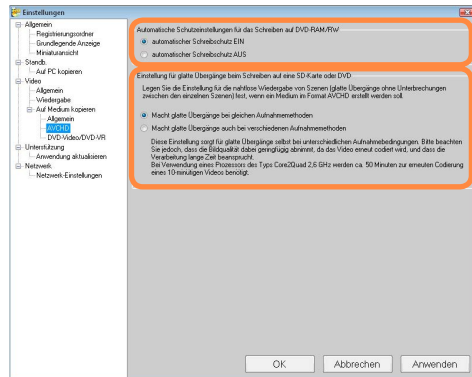 Einstellungen
Allgemein
Registrierungsordner
Grundlegende Anzeige
Miniaturansicht
Standb.
Auf PC kopieren
Video
Allgemein
Wiedergabe
Auf Medium kopieren
Allgemein
AVCHD
DVD-Video/DVD-VR
Unterstützung
Anwendung aktualisieren
Netzwerk
Netzwerk-Einstellungen
Automatische Schutzeinstellungen für das Schreiben auf DVD-RAM/RW
automatischer Schreibschutz EIN
automatischer Schreibschutz AUS
Einstellung für glatte Übergänge beim Schreiben auf eine SD-Karte oder DVD
Legen Sie die Einstellung für die nahtlose Wiedergabe von Szenen (glatte Übergänge ohne Unterbrechungen
zwischen den einzelnen Szenen) fest, wenn ein Medium im Format AVCHD erstellt werden soll.
Macht glatte Übergänge bei gleichen Aufnahmemethoden
Macht glatte Übergänge auch bei verschiedenen Aufnahmemethoden
Diese Einstellung sorgt für glatte Übergänge selbst bei unterschiedlichen Aufnahmebedingungen. Bitte beachten
Sie jedoch, dass die Bildqualität dabei geringfügig abnimmt, da das Video erneut codiert wird, und dass die
Verarbeitung lange Zeit beansprucht.
Bei Verwendung eines Prozessors des Typs Core2Quad 2,6 GHz werden ca. 50 Minuten zur erneuten Codierung
eines 10-minütigen Videos benötigt.
OK
Abbrechen
Anwenden